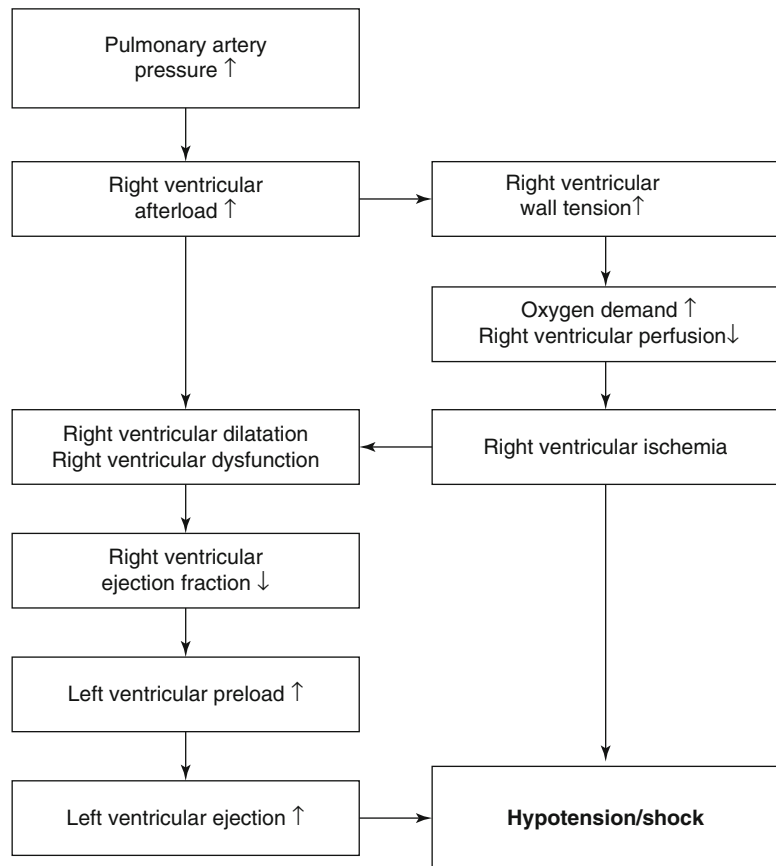 Pulmonary artery
pressure ↑
Right ventricular
afterload ↑
Right ventricular
wall tension↑
Oxygen demand ↑
Right ventricular perfusion↓
Right ventricular dilatation
Right ventricular dysfunction
Right ventricular ischemia
Right ventricular
ejection fraction ↓
Left ventricular preload ↑
Left ventricular ejection ↑
Hypotension/shock